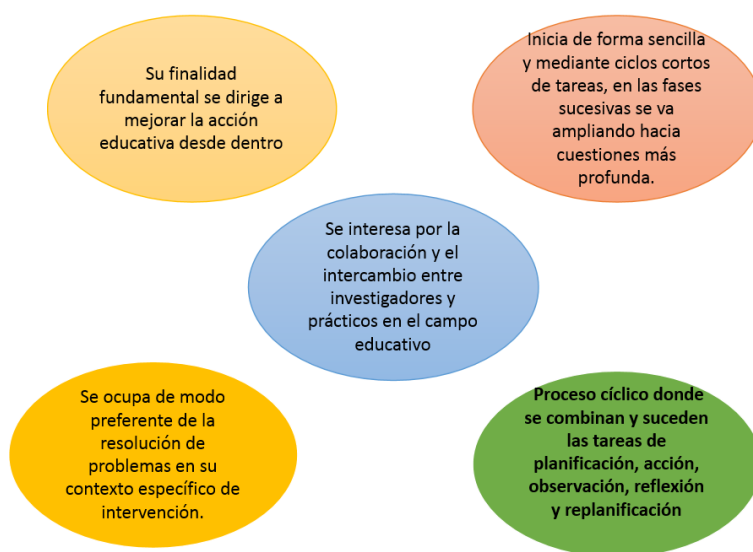 Su finalidad
fundamental se dirige a
mejorar la acción
educativa desde dentro
Inicia de forma sencilla
y mediante ciclos cortos
de tareas, en las fases
sucesivas se va
ampliando hacia
cuestiones más
profunda.
Se interesa por la
colaboración y el
intercambio entre
investigadores y
prácticos en el campo
educativo
Se ocupa de modo
preferente de la
resolución de
problemas en su
contexto específico de
intervención.
Proceso cíclico donde
se combinan y suceden
las tareas de
planificación, acción,
observación, reflexión
y replanificación